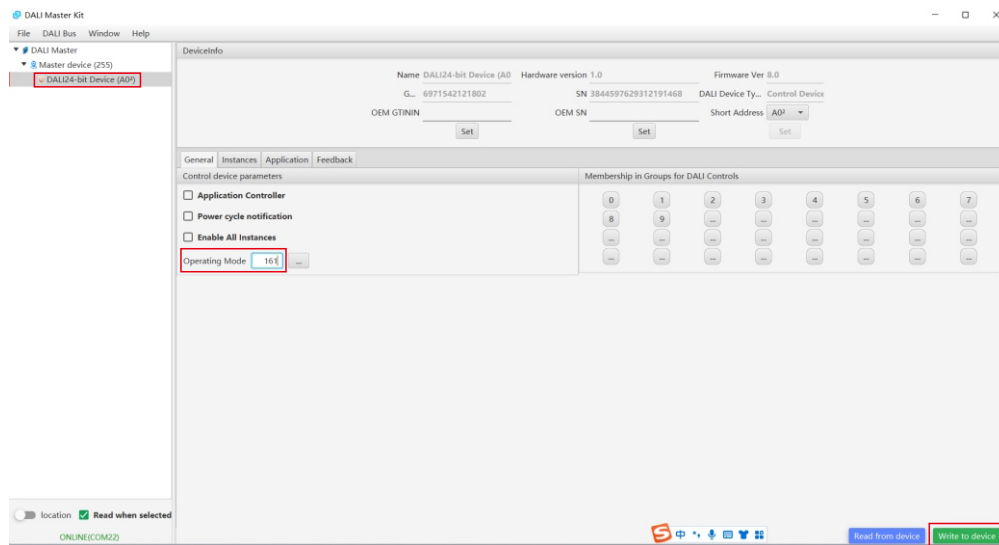 DALI Master Kit
File DALI Bus Window Help
DALI Master
Master device (255)
DALI24-bit Device (A0²)
DeviceInfo
Name DALI24-bit Device (A0 Hardware version 1.0 Firmware Ver 8.0
G... 6971542121802 SN 3844597629312191468 DALI Device Ty... Control Device
OEM GTININ OEM SN Short Address A0²
Set Set Set
General Instances Application Feedback
Control device parameters Membership in Groups for DALI Controls
Application Controller
Power cycle notification
Enable All Instances
Operating Mode 161 ...
0 1 2 3 4 5 6 7
8 9 ... ... ... ... ... ...
... ... ... ... ... ... ... ...
... ... ... ... ... ... ... ...
location Read when selected
ONLINE(COM22)
S 中
Read from device Write to device